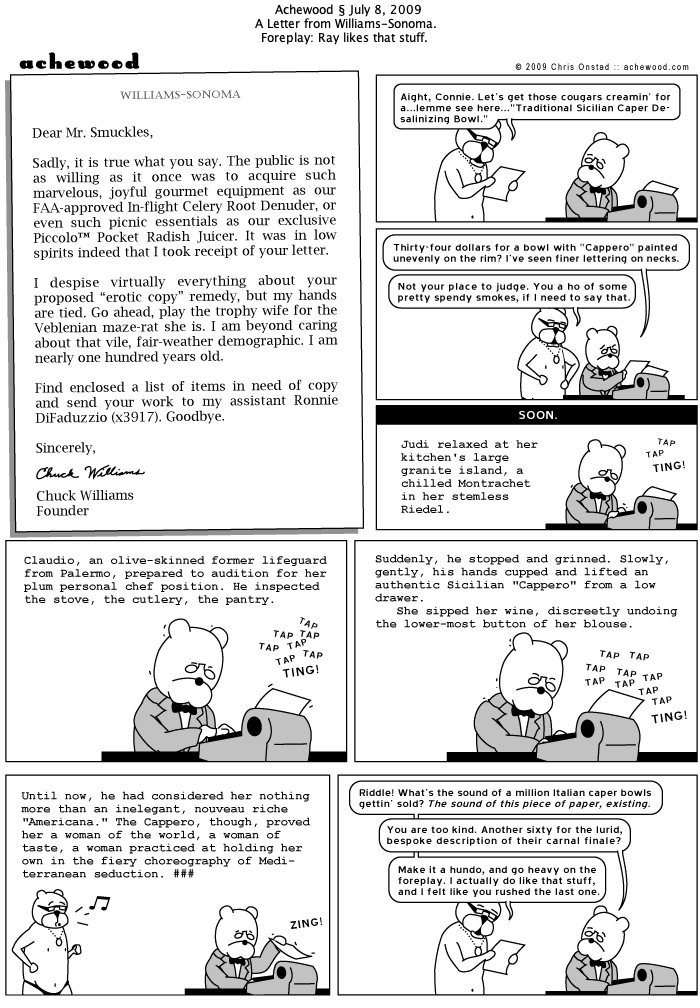 Achewood § July 8, 2009
A Letter from Williams-Sonoma.
Foreplay: Ray likes that stuff.
achewood
© 2009 Chris Onstad :: achewood.com
WILLIAMS-SONOMA
Dear Mr. Smuckles,
Sadly, it is true what you say. The public is not
as willing as it once was to acquire such
marvelous, joyful gourmet equipment as our
FAA-approved In-flight Celery Root Denuder, or
even such picnic essentials as our exclusive
Piccolo™ Pocket Radish Juicer. It was in low
spirits indeed that I took receipt of your letter.
I despise virtually everything about your
proposed “erotic copy” remedy, but my hands
are tied. Go ahead, play the trophy wife for the
Veblenian maze-rat she is. I am beyond caring
about that vile, fair-weather demographic. I am
nearly one hundred years old.
Find enclosed a list of items in need of copy
and send your work to my assistant Ronnie
DiFaduzzio (x3917). Goodbye.
Sincerely,
Chuck Williams
Chuck Williams
Founder
Aight, Connie. Let's get those cougars creamin' for
a...lemme see here..."Traditional Sicilian Caper De-
salinizing Bowl."
Thirty-four dollars for a bowl with "Cappero" painted
unevenly on the rim? I've seen finer lettering on necks.
Not your place to judge. You a ho of some
pretty spendy smokes, if I need to say that.
SOON.
Judi relaxed at her
kitchen's large
granite island, a
chilled Montrachet
in her stemless
Riedel.
TAP
TAP
TING!
Claudio, an olive-skinned former lifeguard
from Palermo, prepared to audition for her
plum personal chef position. He inspected
the stove, the cutlery, the pantry.
TAP
TAP TAP
TAP TAP
TAP TAP
TING!
Suddenly, he stopped and grinned. Slowly,
gently, his hands cupped and lifted an
authentic Sicilian "Cappero" from a low
drawer.
She sipped her wine, discreetly undoing
the lower-most button of her blouse.
TAP TAP
TAP TAP
TAP TAP TAP
TAP
TAP
TING!
Until now, he had considered her nothing
more than an inelegant, nouveau riche
"Americana." The Cappero, though, proved
her a woman of the world, a woman of
taste, a woman practiced at holding her
own in the fiery choreography of Medi-
terranean seduction. ###
ZING!
Riddle! What's the sound of a million Italian caper bowls
gettin' sold? The sound of this piece of paper, existing.
You are too kind. Another sixty for the lurid,
bespoke description of their carnal finale?
Make it a hundo, and go heavy on the
foreplay. I actually do like that stuff,
and I felt like you rushed the last one.